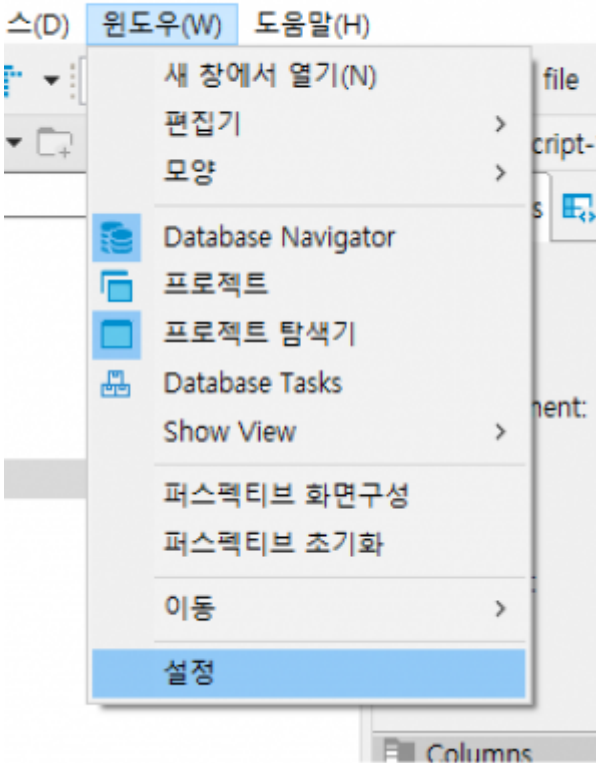 스(D) 윈도우(W) 도움말(H)
새 창에서 열기(N)
file
편집기
cript-
모양
s
Database Navigator
프로젝트
프로젝트 탐색기
Database Tasks
nent:
Show View
퍼스펙티브 화면구성
퍼스펙티브 초기화
이동
설정
Columns